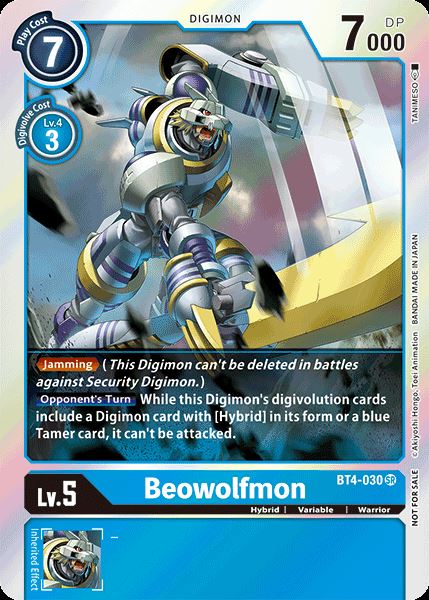 DIGIMON
Play Cost
7
7000
DP
Digivolve Cost
Lv.4
3
TANIMESO
©Akiyoshi Hongo, Toei Animation BANDAI MADE IN JAPAN
NOT FOR SALE
Jamming (This Digimon can't be deleted in battles
against Security Digimon.)
Opponent's Turn While this Digimon's digivolution cards
include a Digimon card with [Hybrid] in its form or a blue
Tamer card, it can't be attacked.
BT4-030 SR
Lv.5
Beowolfmon
Hybrid | Variable | Warrior
Inherited Effect
–